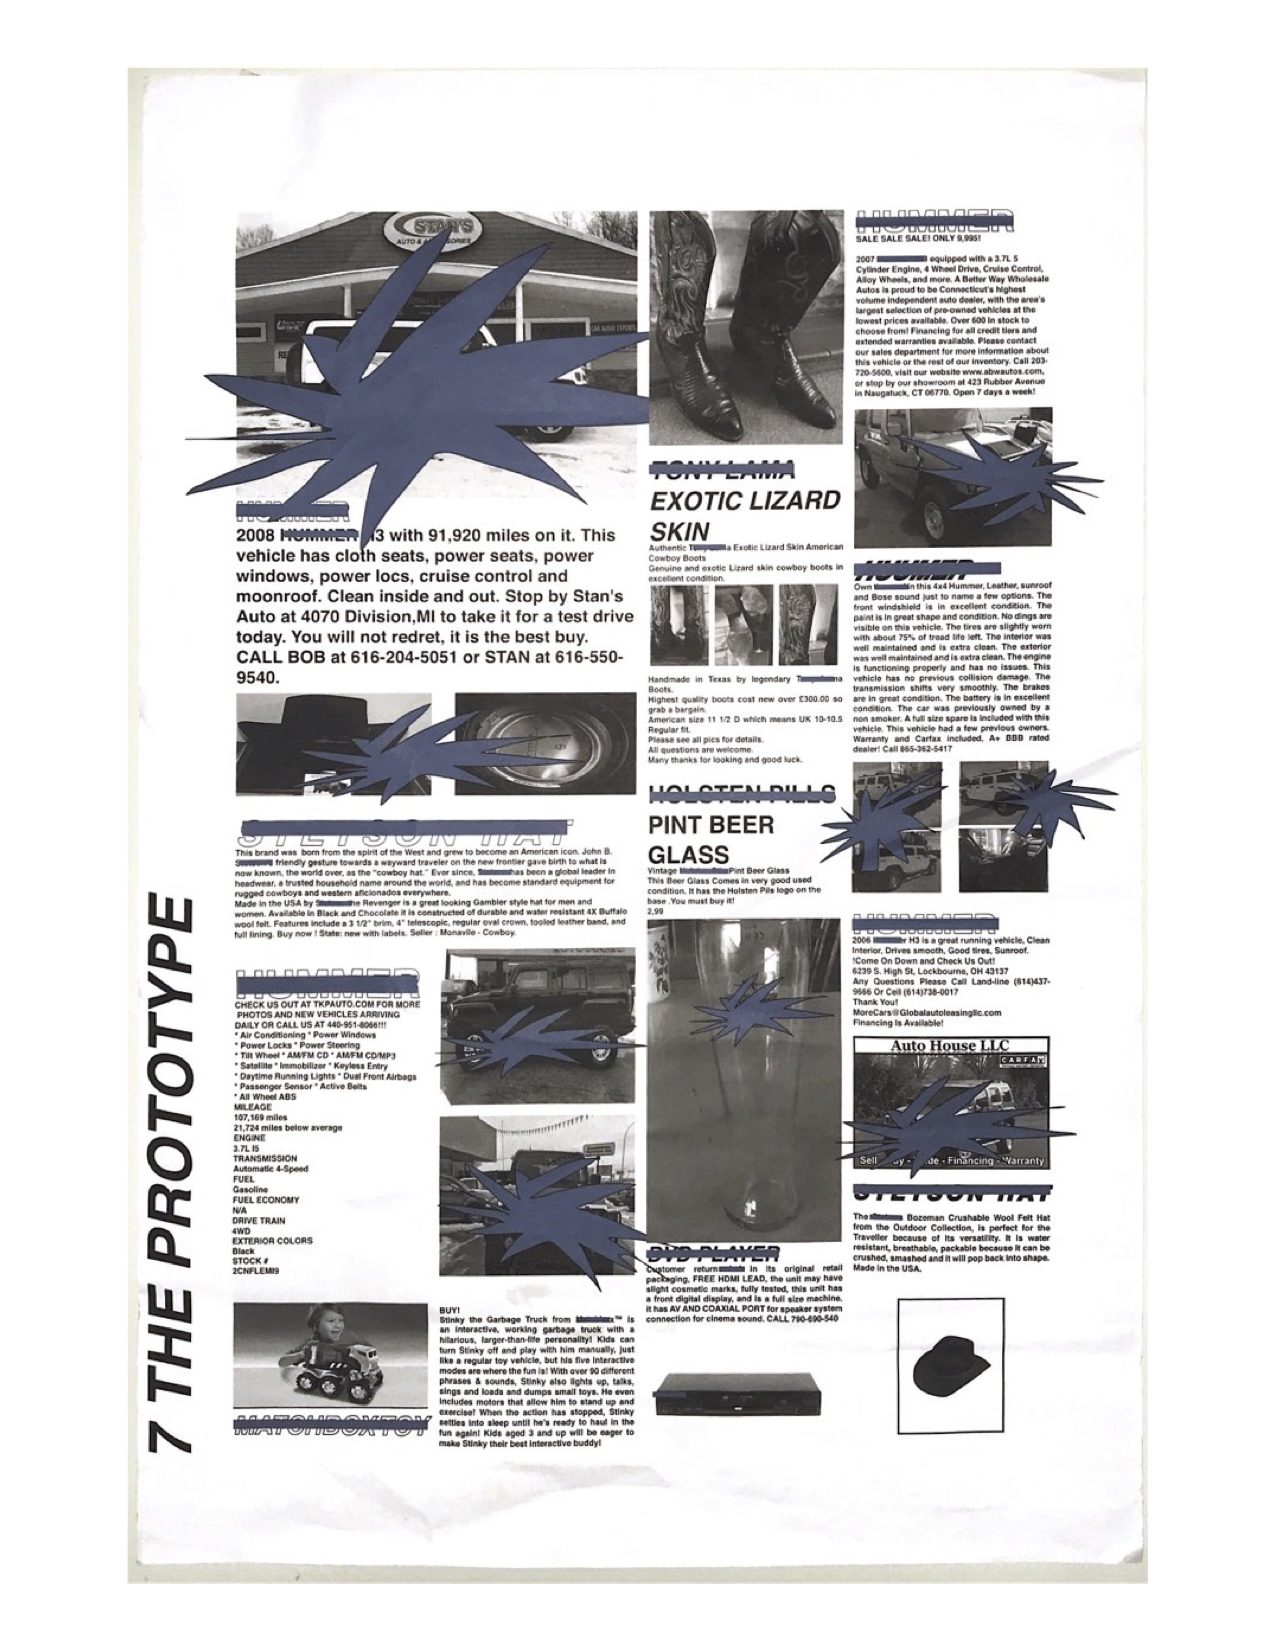 7 THE PROTOTYPE
STAN'S
AUTO & ACCESSORIES
CAR AUDIO EXPERTS
HUMMER
2008 HUMMER H3 with 91,920 miles on it. This
vehicle has cloth seats, power seats, power
windows, power locs, cruise control and
moonroof. Clean inside and out. Stop by Stan's
Auto at 4070 Division,MI to take it for a test drive
today. You will not redret, it is the best buy.
CALL BOB at 616-204-5051 or STAN at 616-550-
9540.
STETSON HAT
This brand was born from the spirit of the West and grew to become an American icon. John B.
friendly gesture towards a wayward traveler on the new frontier gave birth to what is
now known, the world over, as the "cowboy hat." Ever since, has been a global leader in
headwear, a trusted household name around the world, and has become standard equipment for
rugged cowboys and western aficionados everywhere.
Made in the USA by the Revenger is a great looking Gambler style hat for men and
women. Available in Black and Chocolate it is constructed of durable and water resistant 4X Buffalo
wool felt. Features include a 3 1/2" brim, 4" telescopic, regular oval crown, tooled leather band, and
full lining. Buy now ! State: new with labels. Seller : Monaville - Cowboy.
HUMMER
CHECK US OUT AT TKPAUTO.COM FOR MORE
PHOTOS AND NEW VEHICLES ARRIVING
DAILY OR CALL US AT 440-951-8066!!!
* Air Conditioning * Power Windows
* Power Locks * Power Steering
* Tilt Wheel * AM/FM CD * AM/FM CD/MP3
* Satellite * Immobilizer * Keyless Entry
* Daytime Running Lights * Dual Front Airbags
* Passenger Sensor * Active Belts
* All Wheel ABS
MILEAGE
107,169 miles
21,724 miles below average
ENGINE
3.7L I5
TRANSMISSION
Automatic 4-Speed
FUEL
Gasoline
FUEL ECONOMY
N/A
DRIVE TRAIN
4WD
EXTERIOR COLORS
Black
STOCK #
2CNFLEMI9
MATCHBOX TOY
BUY!
Stinky the Garbage Truck from ™ is
an interactive, working garbage truck with a
hilarious, larger-than-life personality! Kids can
turn Stinky off and play with him manually, just
like a regular toy vehicle, but his five interactive
modes are where the fun is! With over 90 different
phrases & sounds, Stinky also lights up, talks,
sings and loads and dumps small toys. He even
includes motors that allow him to stand up and
exercise! When the action has stopped, Stinky
settles into sleep until he's ready to haul in the
fun again! Kids aged 3 and up will be eager to
make Stinky their best interactive buddy!
TONY LAMA
EXOTIC LIZARD
SKIN
Authentic Exotic Lizard Skin American
Cowboy Boots
Genuine and exotic Lizard skin cowboy boots in
excellent condition.
Handmade in Texas by legendary
Boots.
Highest quality boots cost new over £300.00 so
grab a bargain.
American size 11 1/2 D which means UK 10-10.5
Regular fit.
Please see all pics for details.
All questions are welcome.
Many thanks for looking and good luck.
HOLSTEN PILLS
PINT BEER
GLASS
Vintage Pint Beer Glass
This Beer Glass Comes in very good used
condition. It has the Holsten Pils logo on the
base .You must buy it!
2,99
DVD PLAYER
Customer return in its original retail
packaging, FREE HDMI LEAD, the unit may have
slight cosmetic marks, fully tested, this unit has
a front digital display, and is a full size machine,
it has AV AND COAXIAL PORT for speaker system
connection for cinema sound. CALL 790-690-540
HUMMER
SALE SALE SALE! ONLY 9,995!
2007 equipped with a 3.7L 5
Cylinder Engine, 4 Wheel Drive, Cruise Control,
Alloy Wheels, and more. A Better Way Wholesale
Autos is proud to be Connecticut's highest
volume independent auto dealer, with the area's
largest selection of pre-owned vehicles at the
lowest prices available. Over 600 in stock to
choose from! Financing for all credit tiers and
extended warranties available. Please contact
our sales department for more information about
this vehicle or the rest of our inventory. Call 203-
720-5600, visit our website www.abwautos.com,
or stop by our showroom at 423 Rubber Avenue
in Naugatuck, CT 06770. Open 7 days a week!
HUUMER
Own in this 4x4 Hummer, Leather, sunroof
and Bose sound just to name a few options. The
front windshield is in excellent condition. The
paint is in great shape and condition. No dings are
visible on this vehicle. The tires are slightly worn
with about 75% of tread life left. The interior was
well maintained and is extra clean. The exterior
was well maintained and is extra clean. The engine
is functioning properly and has no issues. This
vehicle has no previous collision damage. The
transmission shifts very smoothly. The brakes
are in great condition. The battery is in excellent
condition. The car was previously owned by a
non smoker. A full size spare is included with this
vehicle. This vehicle had a few previous owners.
Warranty and Carfax included, A+ BBB rated
dealer! Call 865-362-5417
HUMMER
2006 H3 is a great running vehicle, Clean
Interior, Drives smooth, Good tires, Sunroof.
!Come On Down and Check Us Out!
6239 S. High St, Lockbourne, OH 43137
Any Questions Please Call Land-line (614)437-
9666 Or Cell (614)738-0017
Thank You!
MoreCars@Globalautoleasingllc.com
Financing Is Available!
Auto House LLC
CARFAX
Sell - Buy - Trade - Financing - Warranty
STETSON HAT
The Bozeman Crushable Wool Felt Hat
from the Outdoor Collection, is perfect for the
Traveller because of its versatility. It is water
resistant, breathable, packable because it can be
crushed, smashed and it will pop back into shape.
Made in the USA.